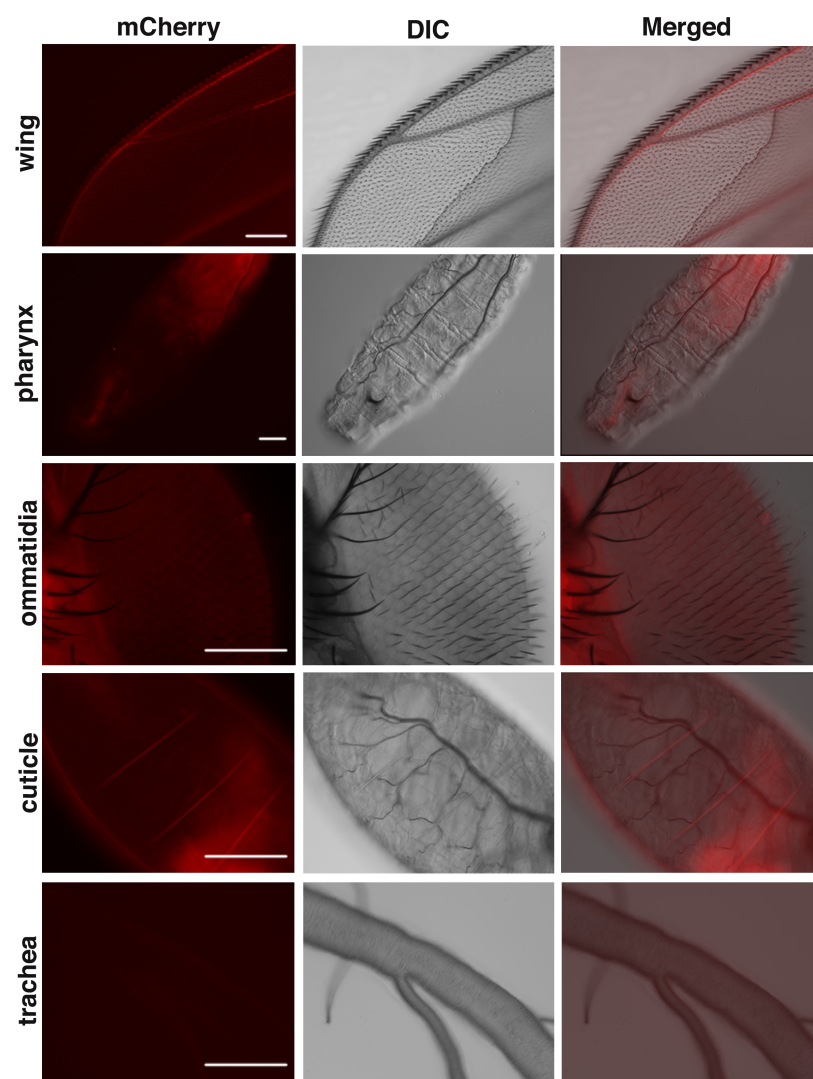 mCherry DIC Merged
wing
pharynx
ommatidia
cuticle
trachea